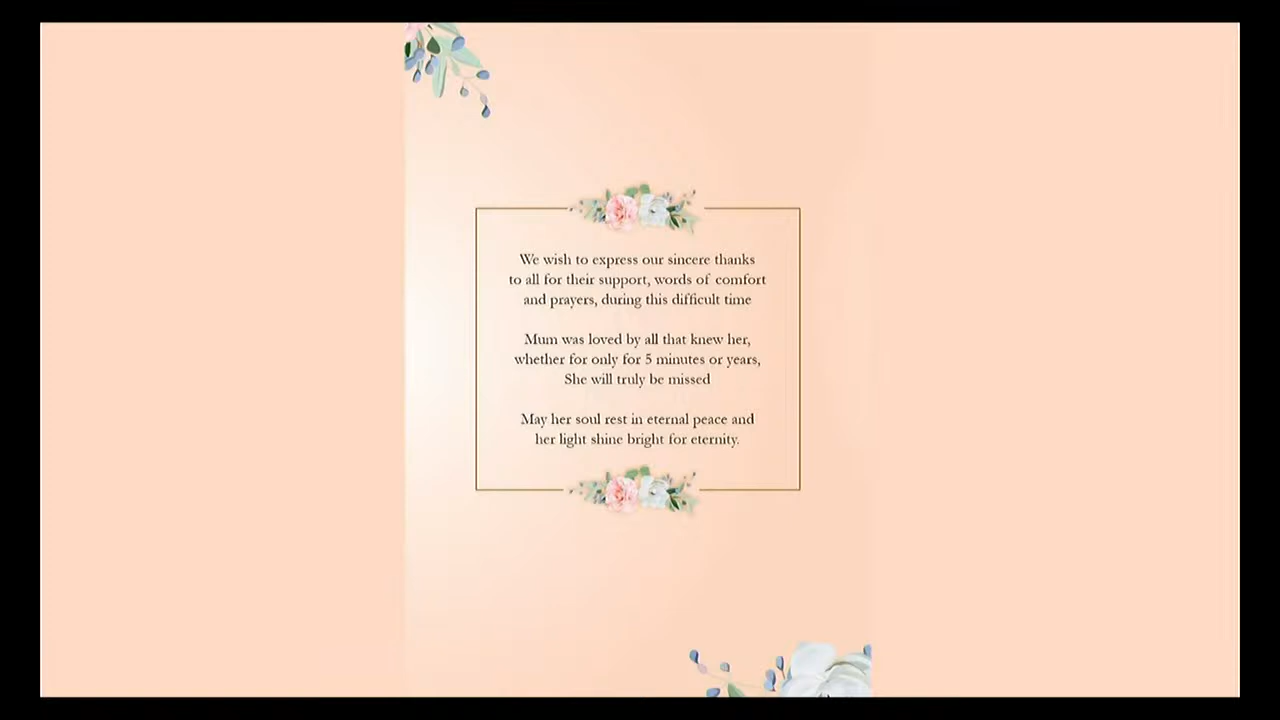 We wish to express our sincere thanks
to all for their support, words of comfort
and prayers, during this difficult time
Mum was loved by all that knew her,
whether for only for 5 minutes or years,
She will truly be missed
May her soul rest in eternal peace and
her light shine bright for eternity.